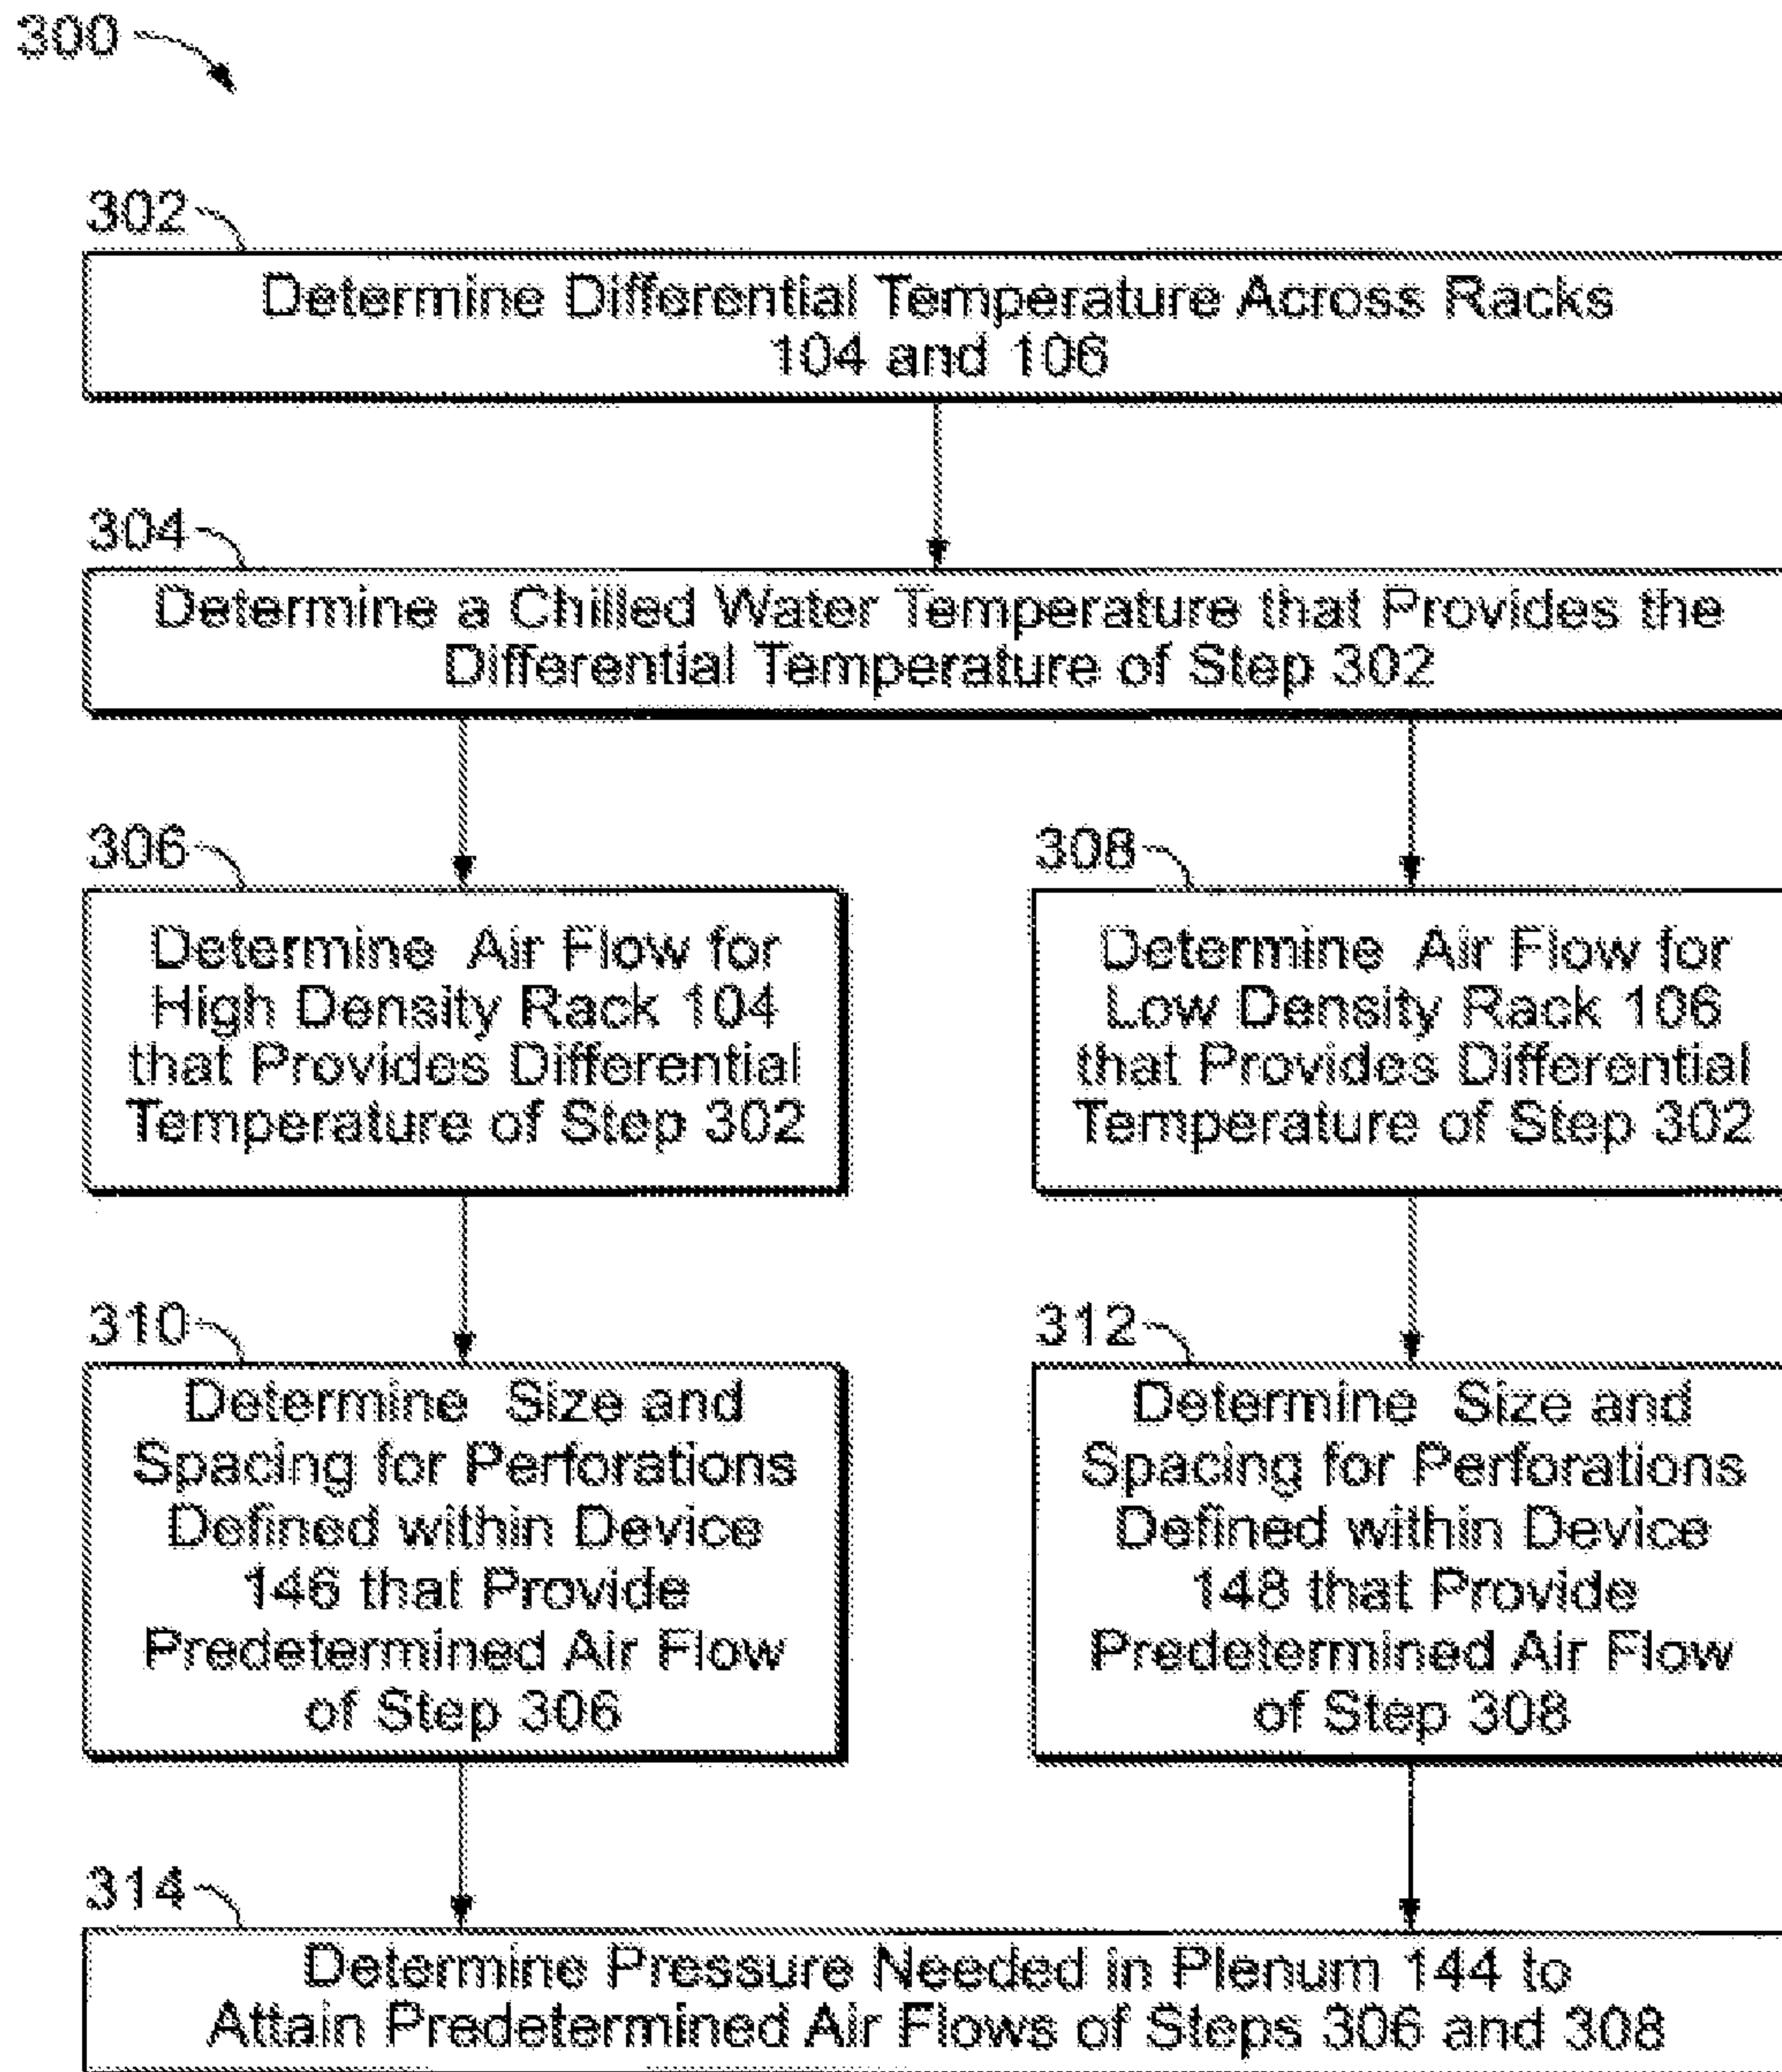 300
302
Determine Differential Temperature Across Racks
104 and 106
304
Determine a Chilled Water Temperature that Provides the
Differential Temperature of Step 302
306
Determine Air Flow for
High Density Rack 104
that Provides Differential
Temperature of Step 302
308
Determine Air Flow for
Low Density Rack 106
that Provides Differential
Temperature of Step 302
310
Determine Size and
Spacing for Perforations
Defined within Device
146 that Provide
Predetermined Air Flow
of Step 306
312
Determine Size and
Spacing for Perforations
Defined within Device
148 that Provide
Predetermined Air Flow
of Step 308
314
Determine Pressure Needed in Plenum 144 to
Attain Predetermined Air Flows of Steps 306 and 308